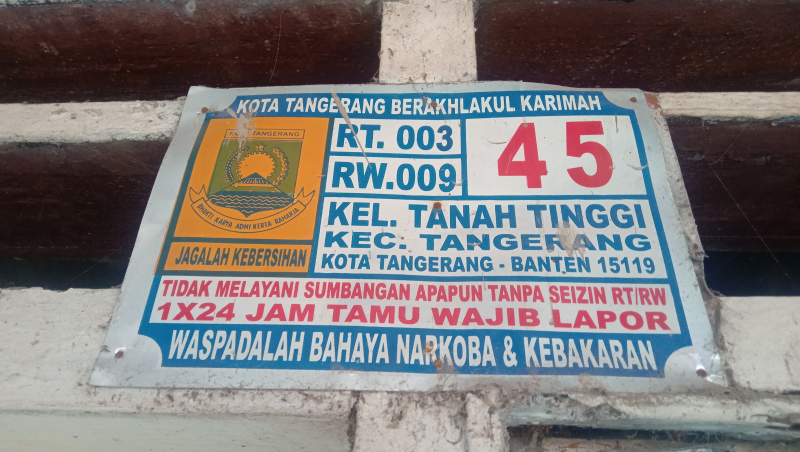 KOTA TANGERANG BERAKHLAKUL KARIMAH
KOTA TANGERANG
BHAKTI KARYA ADHI KERTA RAHARJA
JAGALAH KEBERSIHAN
RT. 003
RW.009
45
KEL. TANAH TINGGI
KEC. TANGERANG
KOTA TANGERANG - BANTEN 15119
TIDAK MELAYANI SUMBANGAN APAPUN TANPA SEIZIN RT/RW
1X24 JAM TAMU WAJIB LAPOR
WASPADALAH BAHAYA NARKOBA & KEBAKARAN